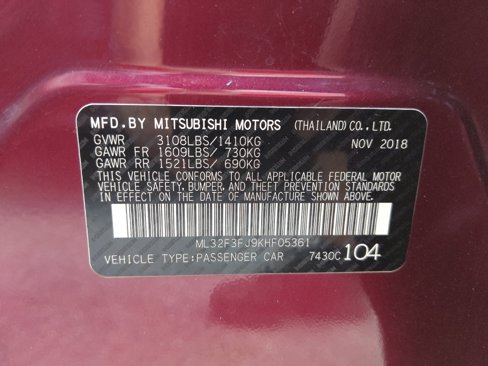 MFD.BY MITSUBISHI MOTORS (THAILAND)CO.,LTD.
GVWR 3108LBS/1410KG NOV 2018
GAWR FR 1609LBS/ 730KG
GAWR RR 1521LBS/ 690KG
THIS VEHICLE CONFORMS TO ALL APPLICABLE FEDERAL MOTOR
VEHICLE SAFETY,BUMPER,AND THEFT PREVENTION STANDARDS
IN EFFECT ON THE DATE OF MANUFACTURE SHOWN ABOVE.
ML32F3FJ9KHF05361
VEHICLE TYPE:PASSENGER CAR 7430C 104